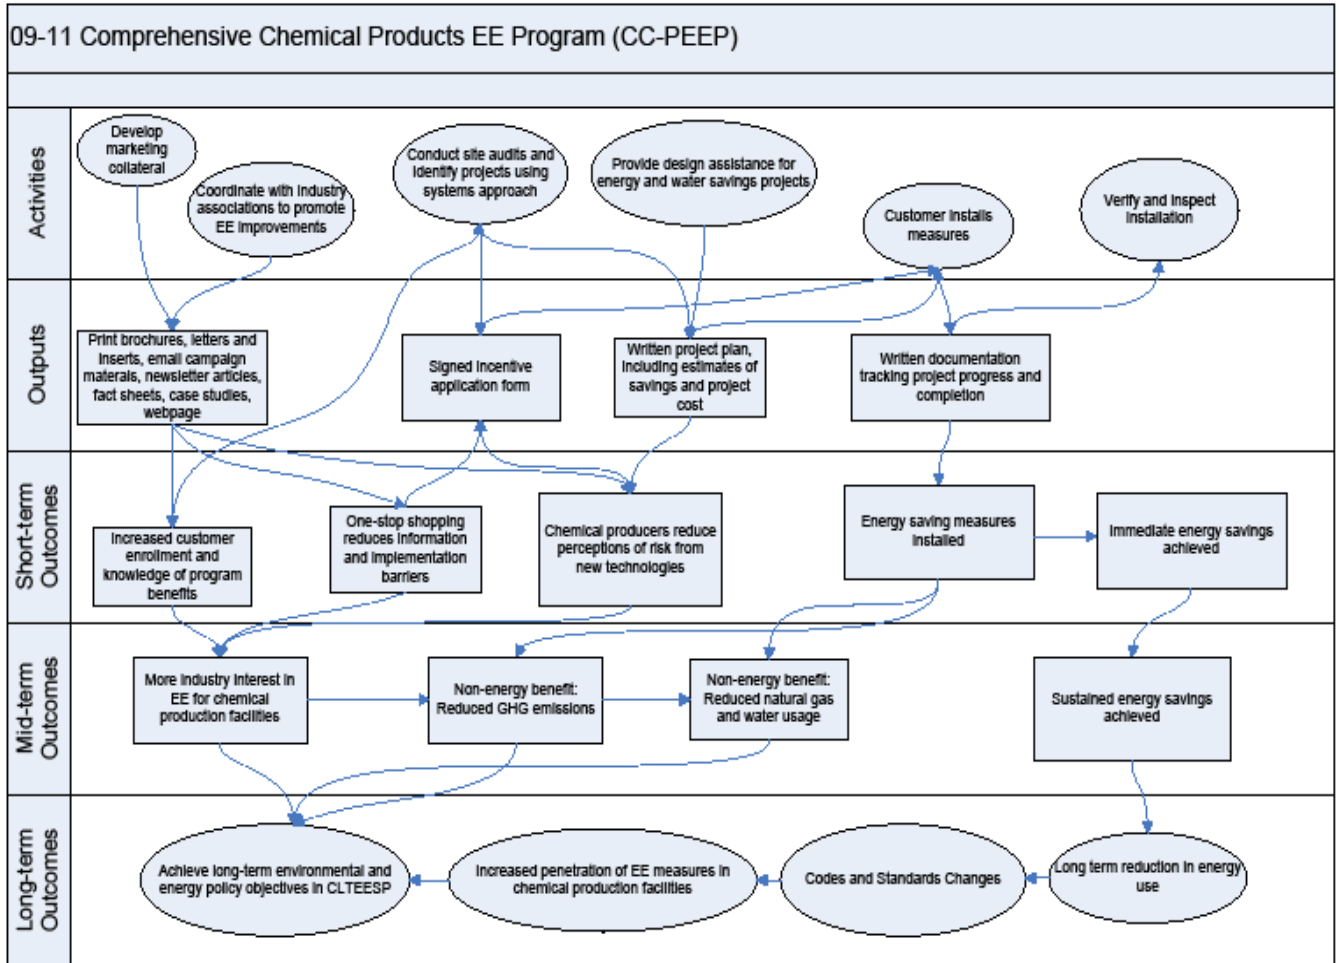 09-11 Comprehensive Chemical Products EE Program (CC-PEEP)
Activities
Develop
marketing
collateral
Coordinate with industry
associations to promote
EE improvements
Conduct site audits and
identify projects using
systems approach
Provide design assistance for
energy and water savings projects
Customer installs
measures
Verify and inspect
installation
Outputs
Print brochures, letters and
inserts, email campaign
materals, newsletter articles,
fact sheets, case studies,
webpage
Signed incentive
application form
Written project plan,
including estimates of
savings and project
cost
Written documentation
tracking project progress and
completion
Short-term
Outcomes
Increased customer
enrollment and
knowledge of program
benefits
One-stop shopping
reduces information
and implementation
barriers
Chemical producers reduce
perceptions of risk from
new technologies
Energy saving measures
installed
Immediate energy savings
achieved
Mid-term
Outcomes
More industry interest in
EE for chemical
production facilities
Non-energy benefit:
Reduced GHG emissions
Non-energy benefit:
Reduced natural gas
and water usage
Sustained energy savings
achieved
Long-term
Outcomes
Achieve long-term environmental and
energy policy objectives in CLTEESP
Increased penetration of EE measures in
chemical production facilities
Codes and Standards Changes
Long term reduction in energy
use